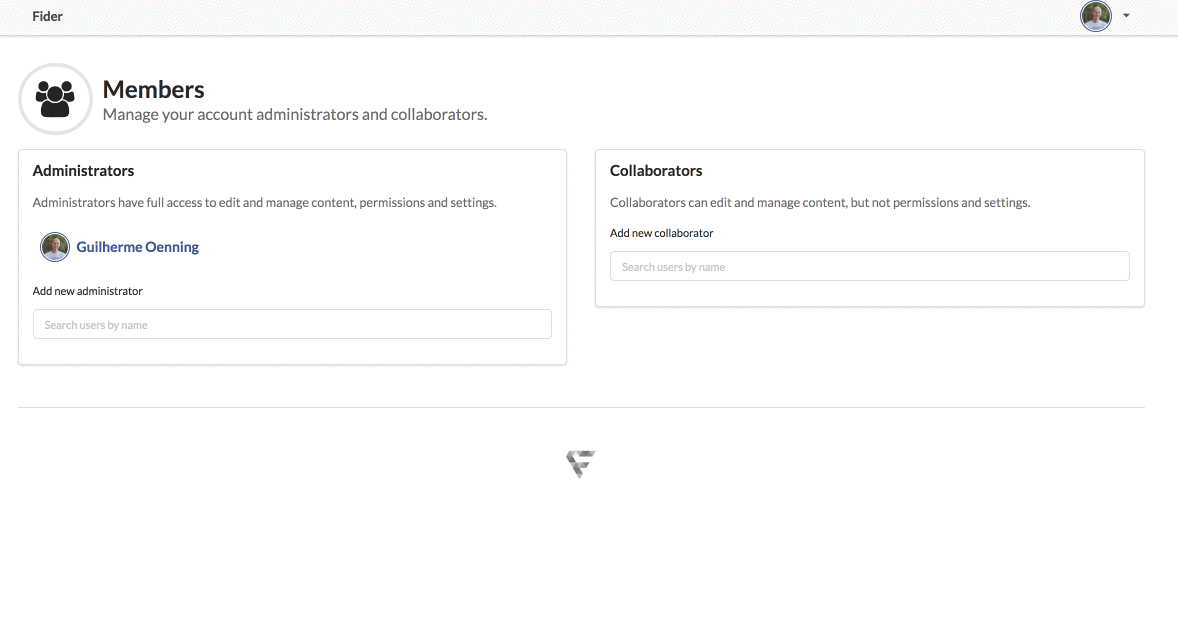 Fider
Members
Manage your account administrators and collaborators.
Administrators
Administrators have full access to edit and manage content, permissions and settings.
Guilherme Oenning
Add new administrator
Search users by name
Collaborators
Collaborators can edit and manage content, but not permissions and settings.
Add new collaborator
Search users by name